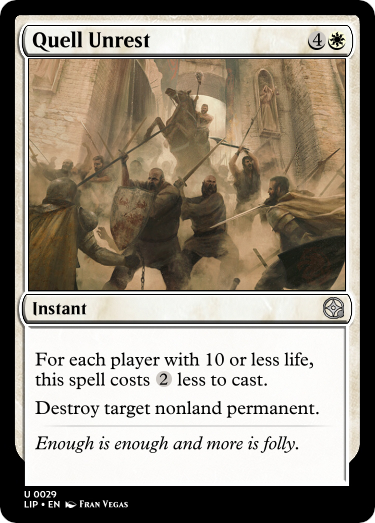 Quell Unrest 4
Instant
For each player with 10 or less life,
this spell costs 2 less to cast.
Destroy target nonland permanent.
Enough is enough and more is folly.
U 0029
LIP • EN Fran Vegas